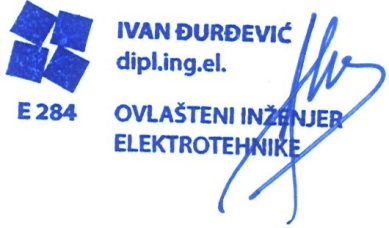 IVAN ĐURĐEVIĆ
dipl.ing.el.
E 284
OVLAŠTENI INŽENJER
ELEKTROTEHNIKE